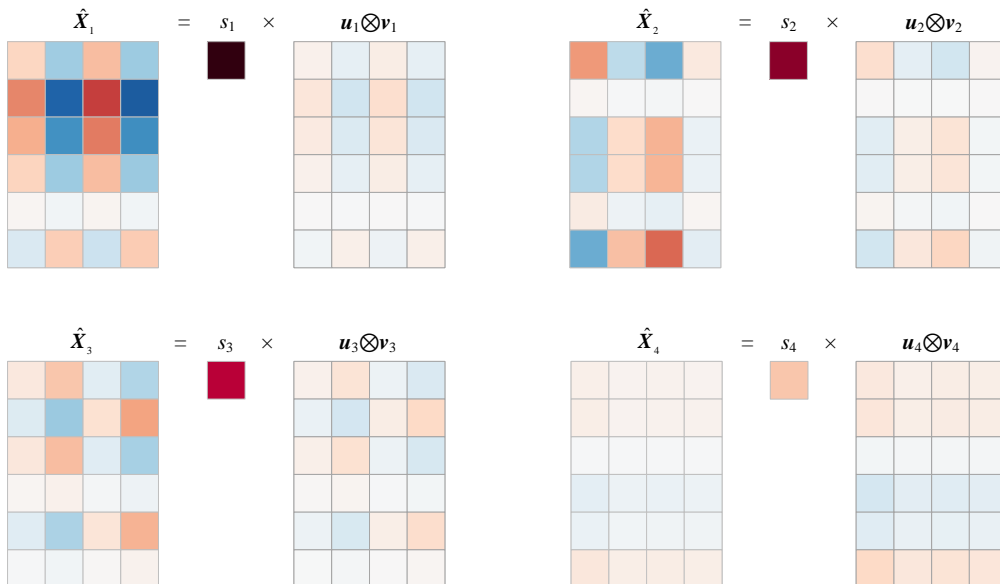 X̂₁ = s₁ × u₁⊗v₁
X̂₂ = s₂ × u₂⊗v₂
X̂₃ = s₃ × u₃⊗v₃
X̂₄ = s₄ × u₄⊗v₄